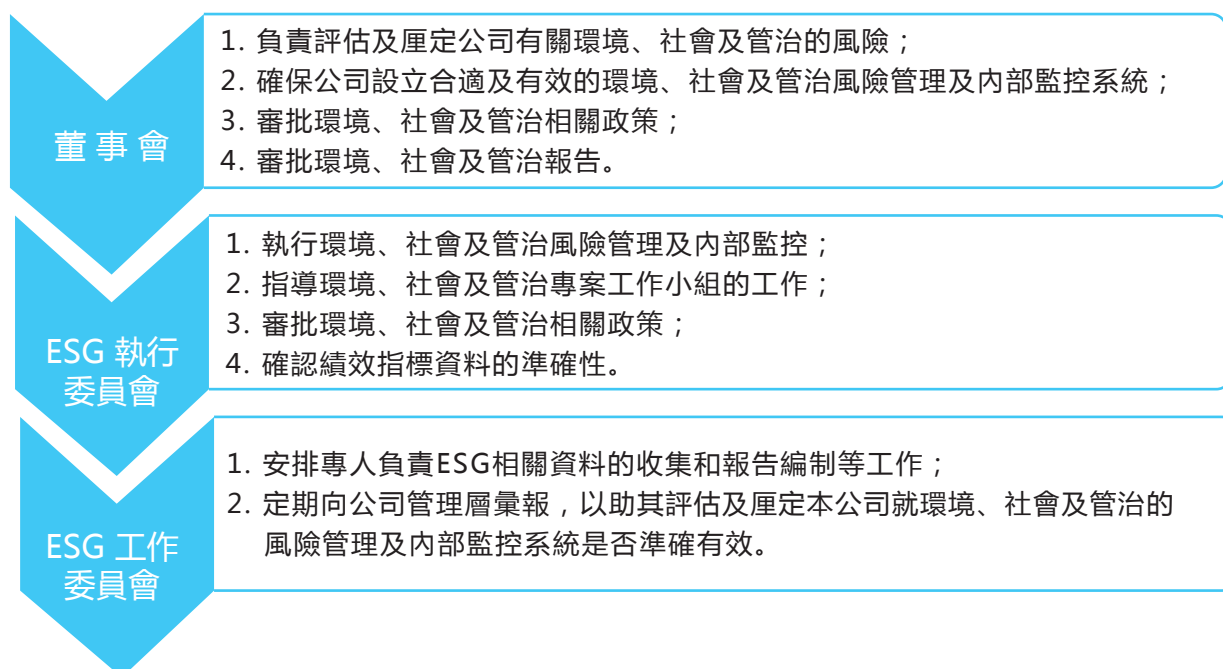 董事會
1. 負責評估及厘定公司有關環境、社會及管治的風險；
2. 確保公司設立合適及有效的環境、社會及管治風險管理及內部監控系統；
3. 審批環境、社會及管治相關政策；
4. 審批環境、社會及管治報告。
ESG 執行
委員會
1. 執行環境、社會及管治風險管理及內部監控；
2. 指導環境、社會及管治專案工作小組的工作；
3. 審批環境、社會及管治相關政策；
4. 確認績效指標資料的準確性。
ESG 工作
委員會
1. 安排專人負責ESG相關資料的收集和報告編制等工作；
2. 定期向公司管理層彙報，以助其評估及厘定本公司就環境、社會及管治的
風險管理及內部監控系統是否準確有效。